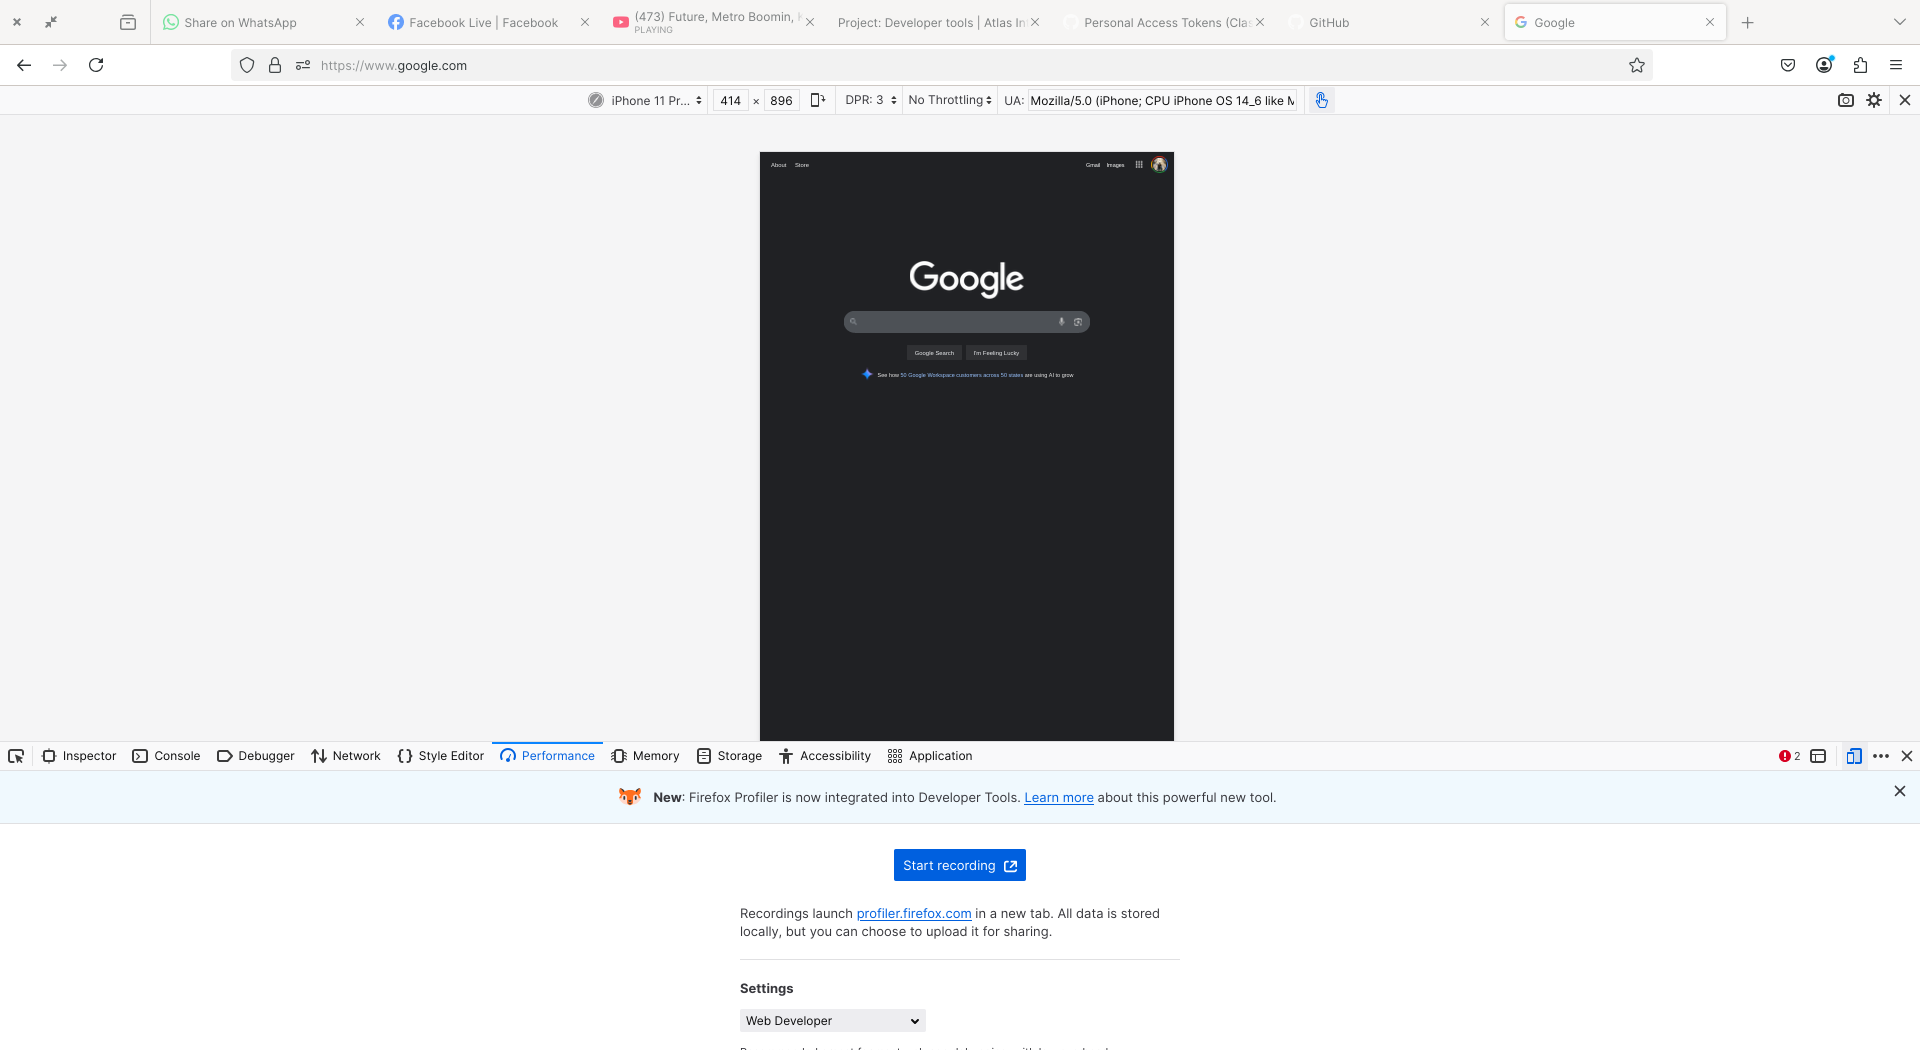 Share on WhatsApp
Facebook Live | Facebook
(473) Future, Metro Boomin,
PLAYING
Project: Developer tools | Atlas In
Personal Access Tokens (Cla
GitHub
Google
https://www.google.com
iPhone 11 Pr...
414 × 896
DPR: 3
No Throttling
UA: Mozilla/5.0 (iPhone; CPU iPhone OS 14_6 like M
About Store Gmail Images
Google
Google Search I'm Feeling Lucky
See how 50 Google Workspace customers across 50 states are using AI to grow
Inspector Console Debugger Network Style Editor Performance Memory Storage Accessibility Application 2
New: Firefox Profiler is now integrated into Developer Tools. Learn more about this powerful new tool.
Start recording
Recordings launch profiler.firefox.com in a new tab. All data is stored
locally, but you can choose to upload it for sharing.
Settings
Web Developer